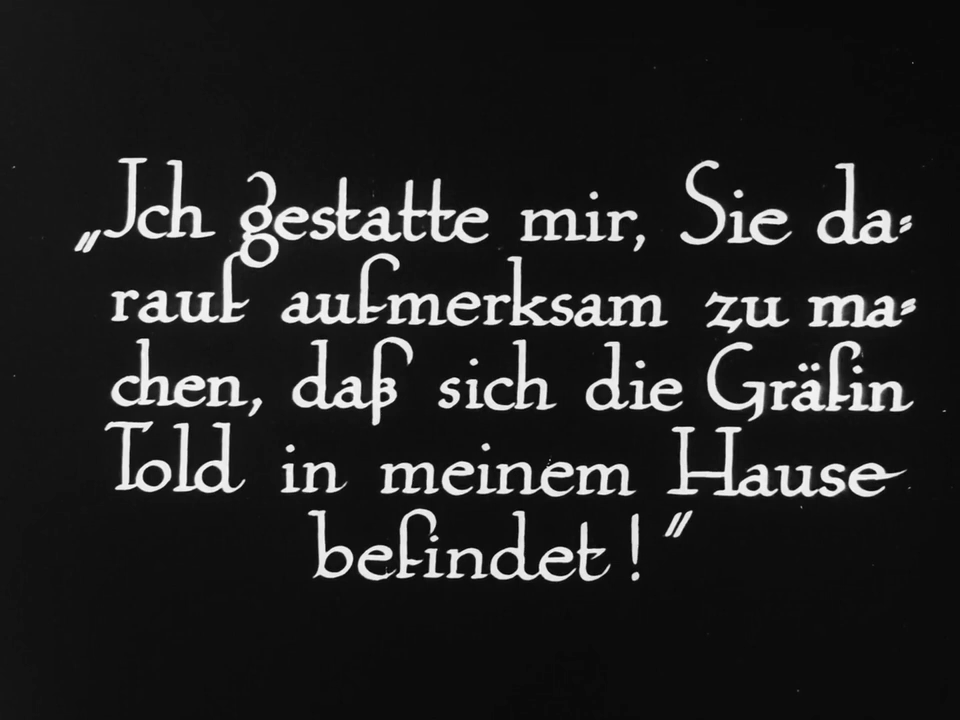 „Ich gestatte mir, Sie da-
rauf aufmerksam zu ma-
chen, daß sich die Gräfin
Told in meinem Hause
befindet!"